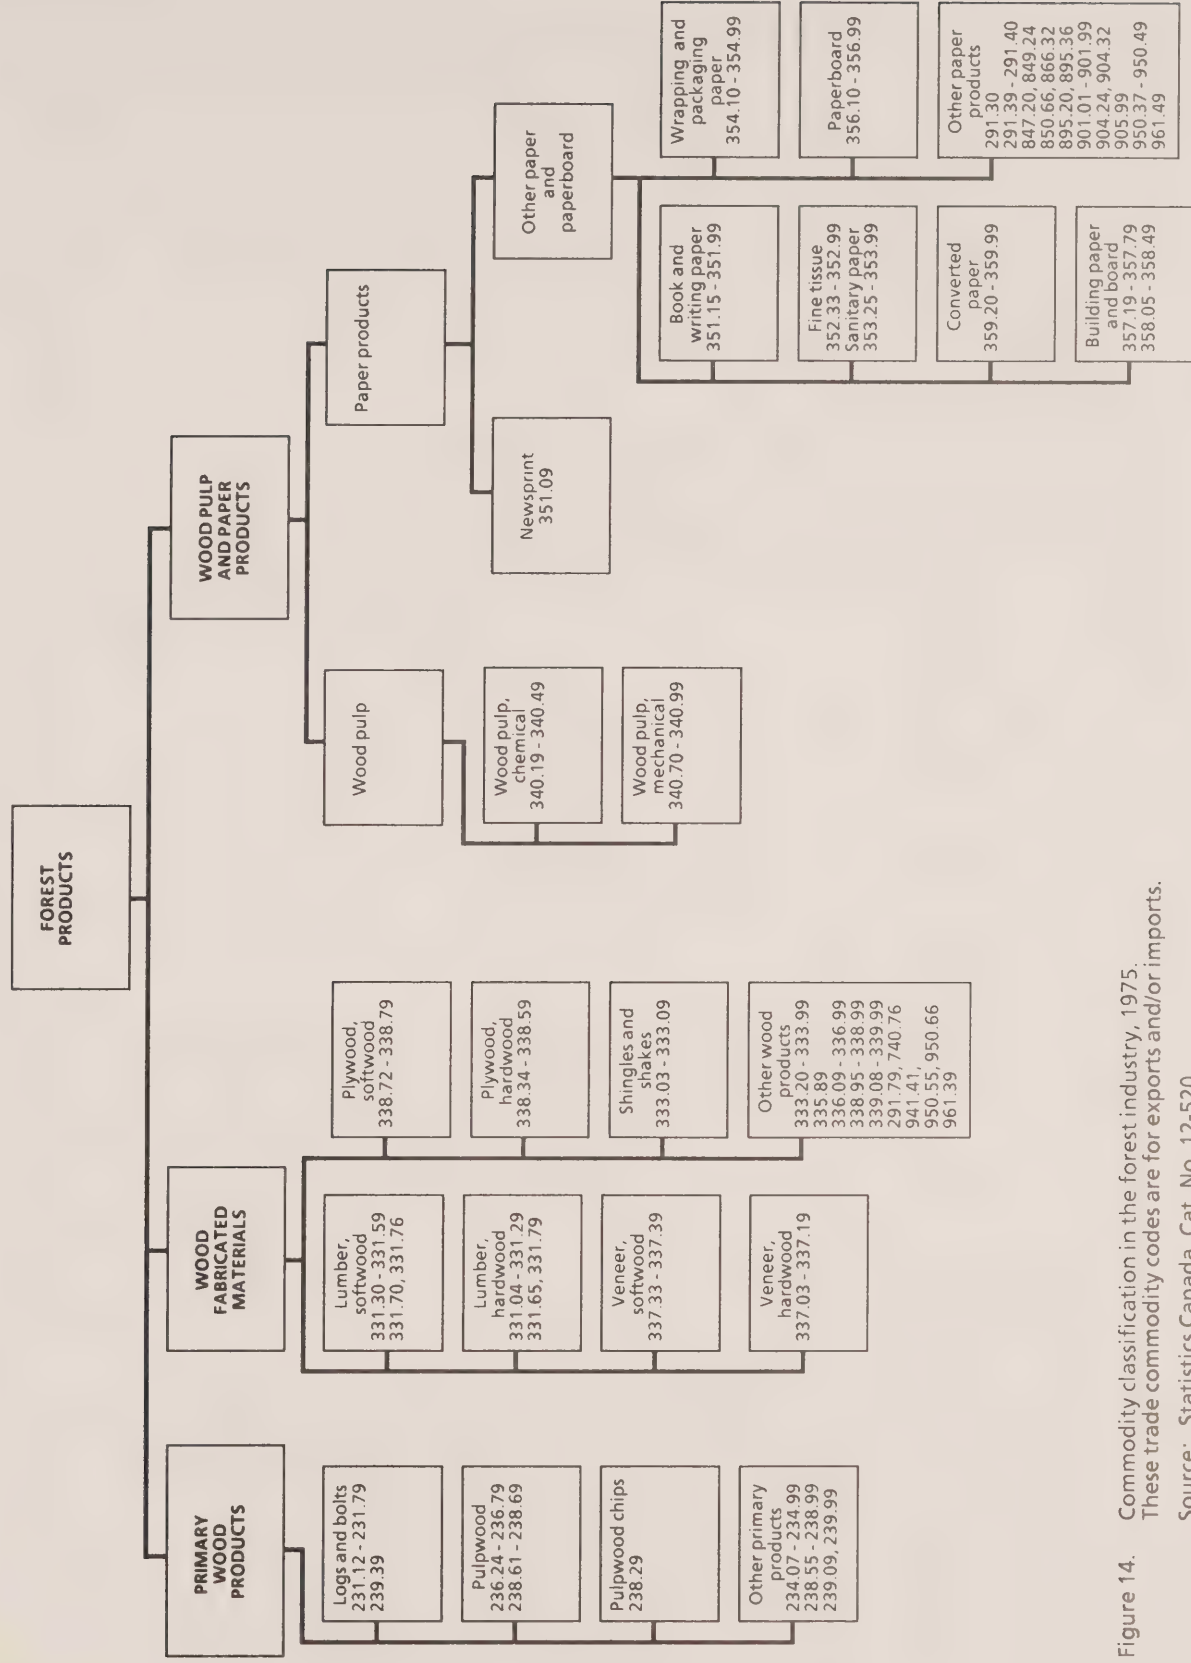 FOREST
PRODUCTS
PRIMARY
WOOD
PRODUCTS
Logs and bolts
231.12 - 231.79
239.39
Pulpwood
236.24 - 236.79
238.61 - 238.69
Pulpwood chips
238.29
Other primary
products
234.07 - 234.99
238.55 - 238.99
239.09, 239.99
WOOD
FABRICATED
MATERIALS
Lumber,
softwood
331.30 - 331.59
331.70, 331.76
Lumber,
hardwood
331.04 - 331.29
331.65, 331.79
Veneer,
softwood
337.33 - 337.39
Veneer,
hardwood
337.03 - 337.19
Plywood,
softwood
338.72 - 338.79
Plywood,
hardwood
338.34 - 338.59
Shingles and
shakes
333.03 - 333.09
Other wood
products
333.20 - 333.99
335.89
336.09 - 336.99
338.95 - 338.99
339.08 - 339.99
291.79, 740.76
941.41,
950.55, 950.66
961.39
WOOD PULP
AND PAPER
PRODUCTS
Wood pulp
Wood pulp,
chemical
340.19 - 340.49
Wood pulp,
mechanical
340.70 - 340.99
Paper products
Newsprint
351.09
Other paper
and
paperboard
Book and
writing paper
351.15 - 351.99
Fine tissue
352.33 - 352.99
Sanitary paper
353.25 - 353.99
Converted
paper
359.20 - 359.99
Building paper
and board
357.19 - 357.79
358.05 - 358.49
Wrapping and
packaging
paper
354.10 - 354.99
Paperboard
356.10 - 356.99
Other paper
products
291.30
291.39 - 291.40
847.20, 849.24
850.66, 866.32
895.20, 895.36
901.01 - 901.99
904.24, 904.32
905.99
950.37 - 950.49
961.49
Figure 14. Commodity classification in the forest industry, 1975.
These trade commodity codes are for exports and/or imports.
Source: Statistics Canada, Cat. No. 12-520